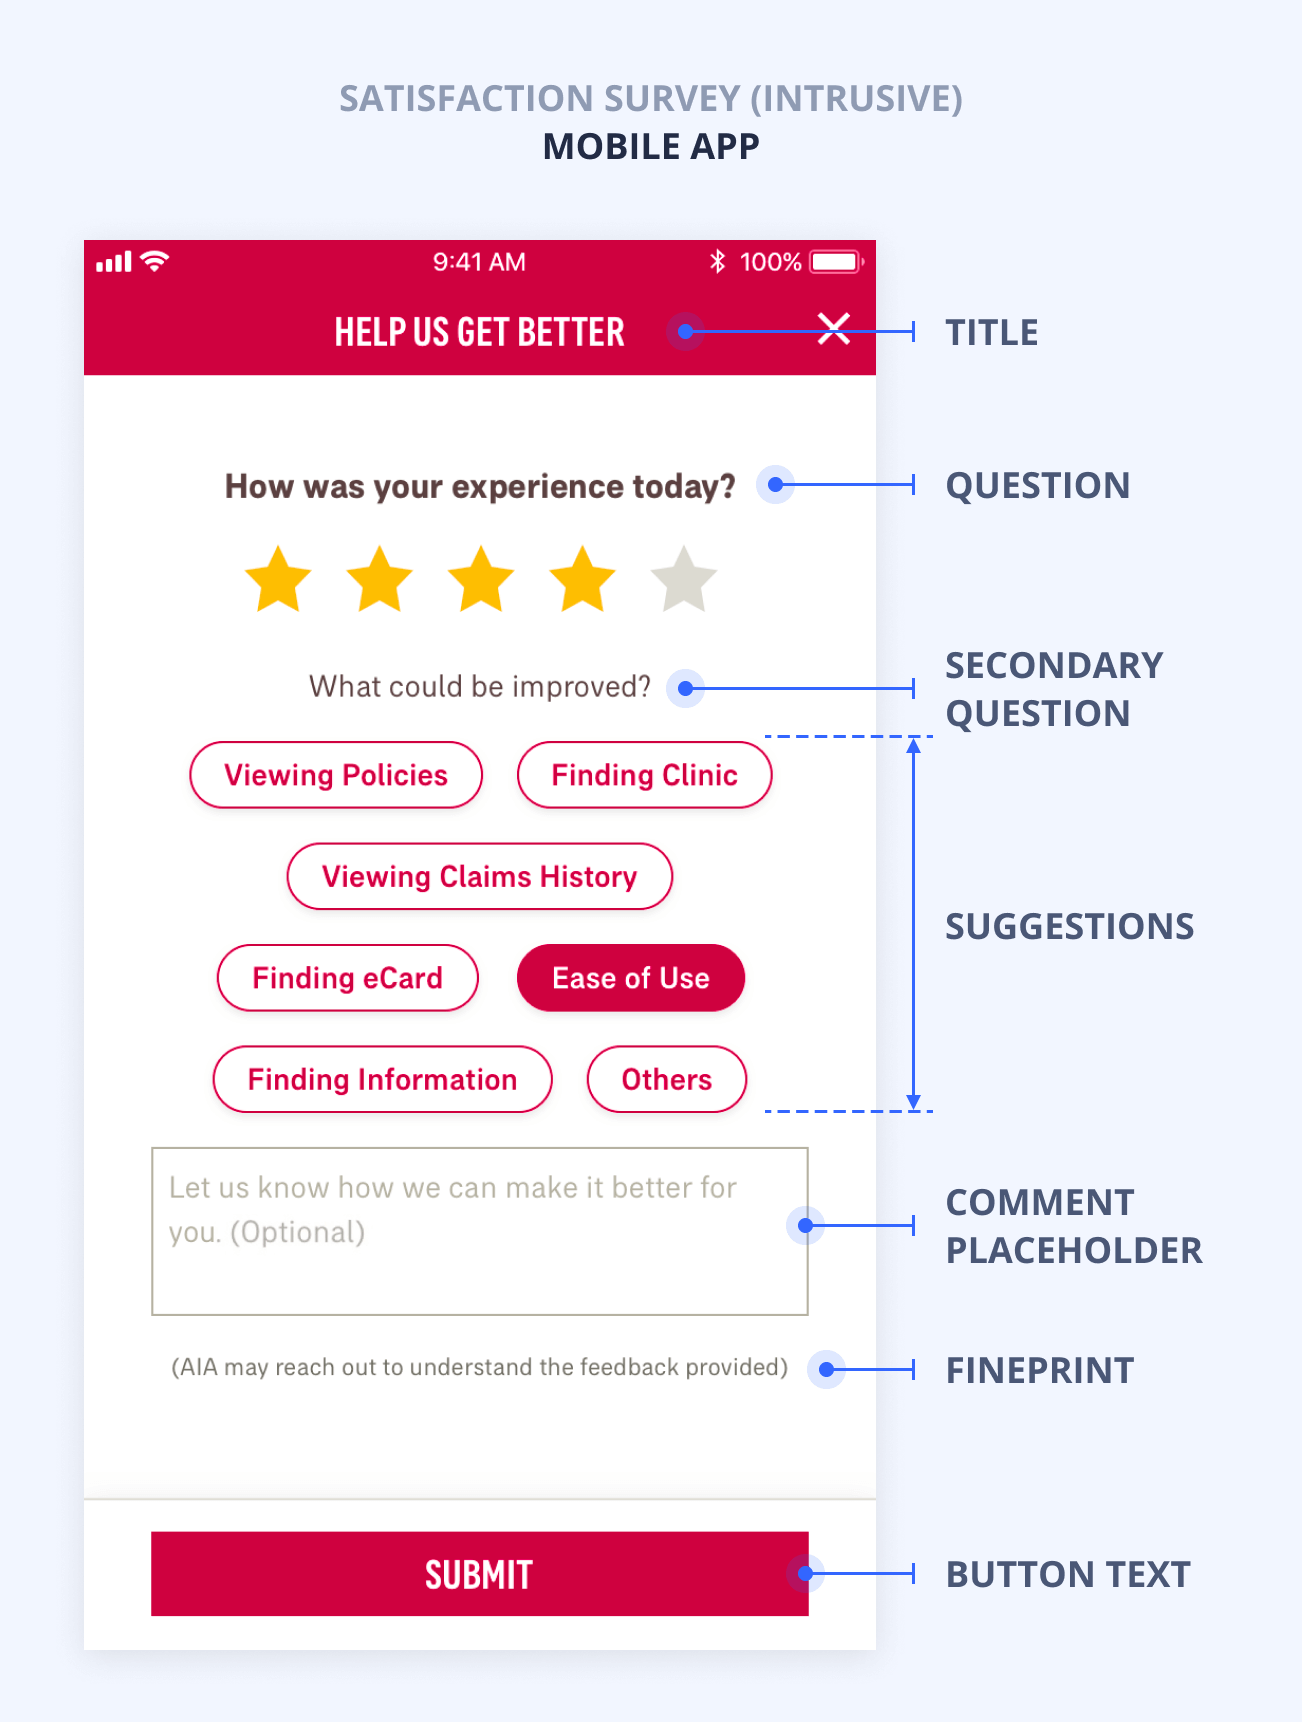 SATISFACTION SURVEY (INTRUSIVE)
MOBILE APP
9:41 AM
100%
HELP US GET BETTER
TITLE
How was your experience today?
QUESTION
What could be improved?
SECONDARY
QUESTION
Viewing Policies
Finding Clinic
Viewing Claims History
Finding eCard
Ease of Use
Finding Information
Others
SUGGESTIONS
Let us know how we can make it better for
you. (Optional)
COMMENT
PLACEHOLDER
(AIA may reach out to understand the feedback provided)
FINEPRINT
SUBMIT
BUTTON TEXT